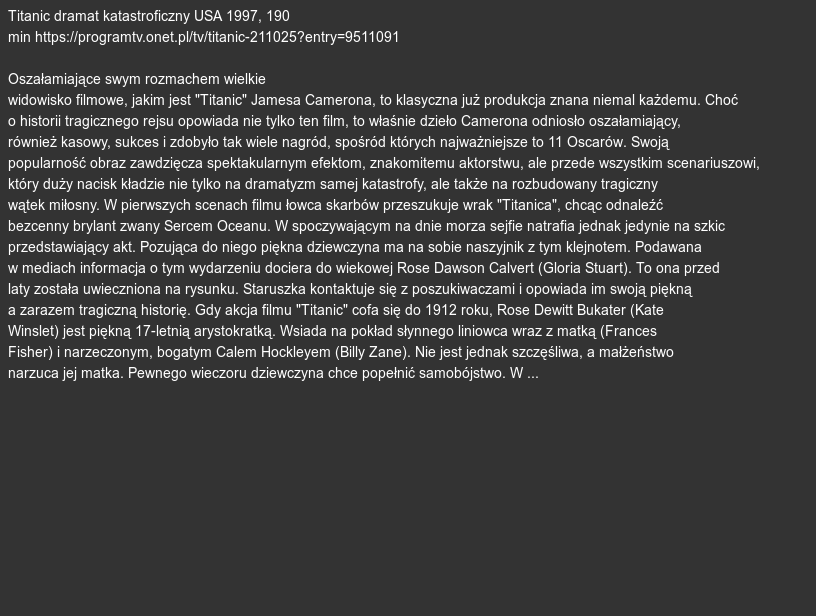 Titanic dramat katastroficzny USA 1997, 190
min https://programtv.onet.pl/tv/titanic-211025?entry=9511091
Oszałamiające swym rozmachem wielkie
widowisko filmowe, jakim jest "Titanic" Jamesa Camerona, to klasyczna już produkcja znana niemal każdemu. Choć
o historii tragicznego rejsu opowiada nie tylko ten film, to właśnie dzieło Camerona odniosło oszałamiający,
również kasowy, sukces i zdobyło tak wiele nagród, spośród których najważniejsze to 11 Oscarów. Swoją
popularność obraz zawdzięcza spektakularnym efektom, znakomitemu aktorstwu, ale przede wszystkim scenariuszowi,
który duży nacisk kładzie nie tylko na dramatyzm samej katastrofy, ale także na rozbudowany tragiczny
wątek miłosny. W pierwszych scenach filmu łowca skarbów przeszukuje wrak "Titanica", chcąc odnaleźć
bezcenny brylant zwany Sercem Oceanu. W spoczywającym na dnie morza sejfie natrafia jednak jedynie na szkic
przedstawiający akt. Pozująca do niego piękna dziewczyna ma na sobie naszyjnik z tym klejnotem. Podawana
w mediach informacja o tym wydarzeniu dociera do wiekowej Rose Dawson Calvert (Gloria Stuart). To ona przed
laty została uwieczniona na rysunku. Staruszka kontaktuje się z poszukiwaczami i opowiada im swoją piękną
a zarazem tragiczną historię. Gdy akcja filmu "Titanic" cofa się do 1912 roku, Rose Dewitt Bukater (Kate
Winslet) jest piękną 17-letnią arystokratką. Wsiada na pokład słynnego liniowca wraz z matką (Frances
Fisher) i narzeczonym, bogatym Calem Hockleyem (Billy Zane). Nie jest jednak szczęśliwa, a małżeństwo
narzuca jej matka. Pewnego wieczoru dziewczyna chce popełnić samobójstwo. W ...